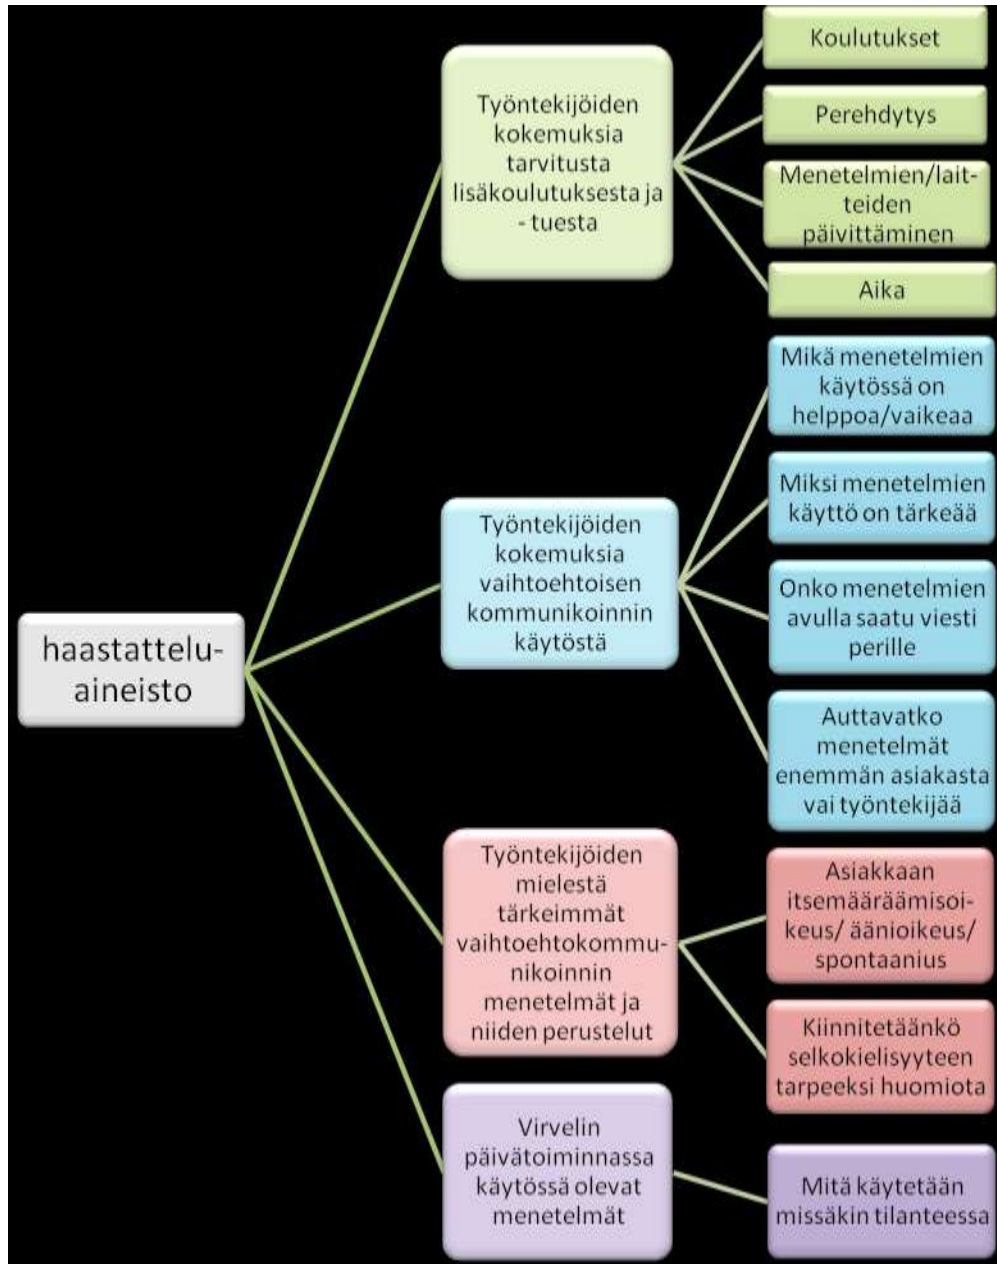 haastattelu-
aineisto
Työntekijöiden
kokemuksia
tarvitusta
lisäkoulutuksesta ja
- tuesta
Koulutukset
Perehdytys
Menetelmien/lait-
teiden
päivittäminen
Aika
Työntekijöiden
kokemuksia
vaihtoehtoisen
kommunikoinnin
käytöstä
Mikä menetelmien
käytössä on
helppoa/vaikeaa
Miksi menetelmien
käyttö on tärkeää
Onko menetelmien
avulla saatu viesti
perille
Auttavatko
menetelmät
enemmän asiakasta
vai työntekijää
Työntekijöiden
mielestä
tärkeimmät
vaihtoehtokommu-
nikoinnin
menetelmät ja
niiden perustelut
Asiakkaan
itsemääräämisoi-
keus/ äänioikeus/
spontaanius
Kiinnitetäänkö
selkokielisyyteen
tarpeeksi huomiota
Virvelin
päivätoiminnassa
käytössä olevat
menetelmät
Mitä käytetään
missäkin tilanteessa